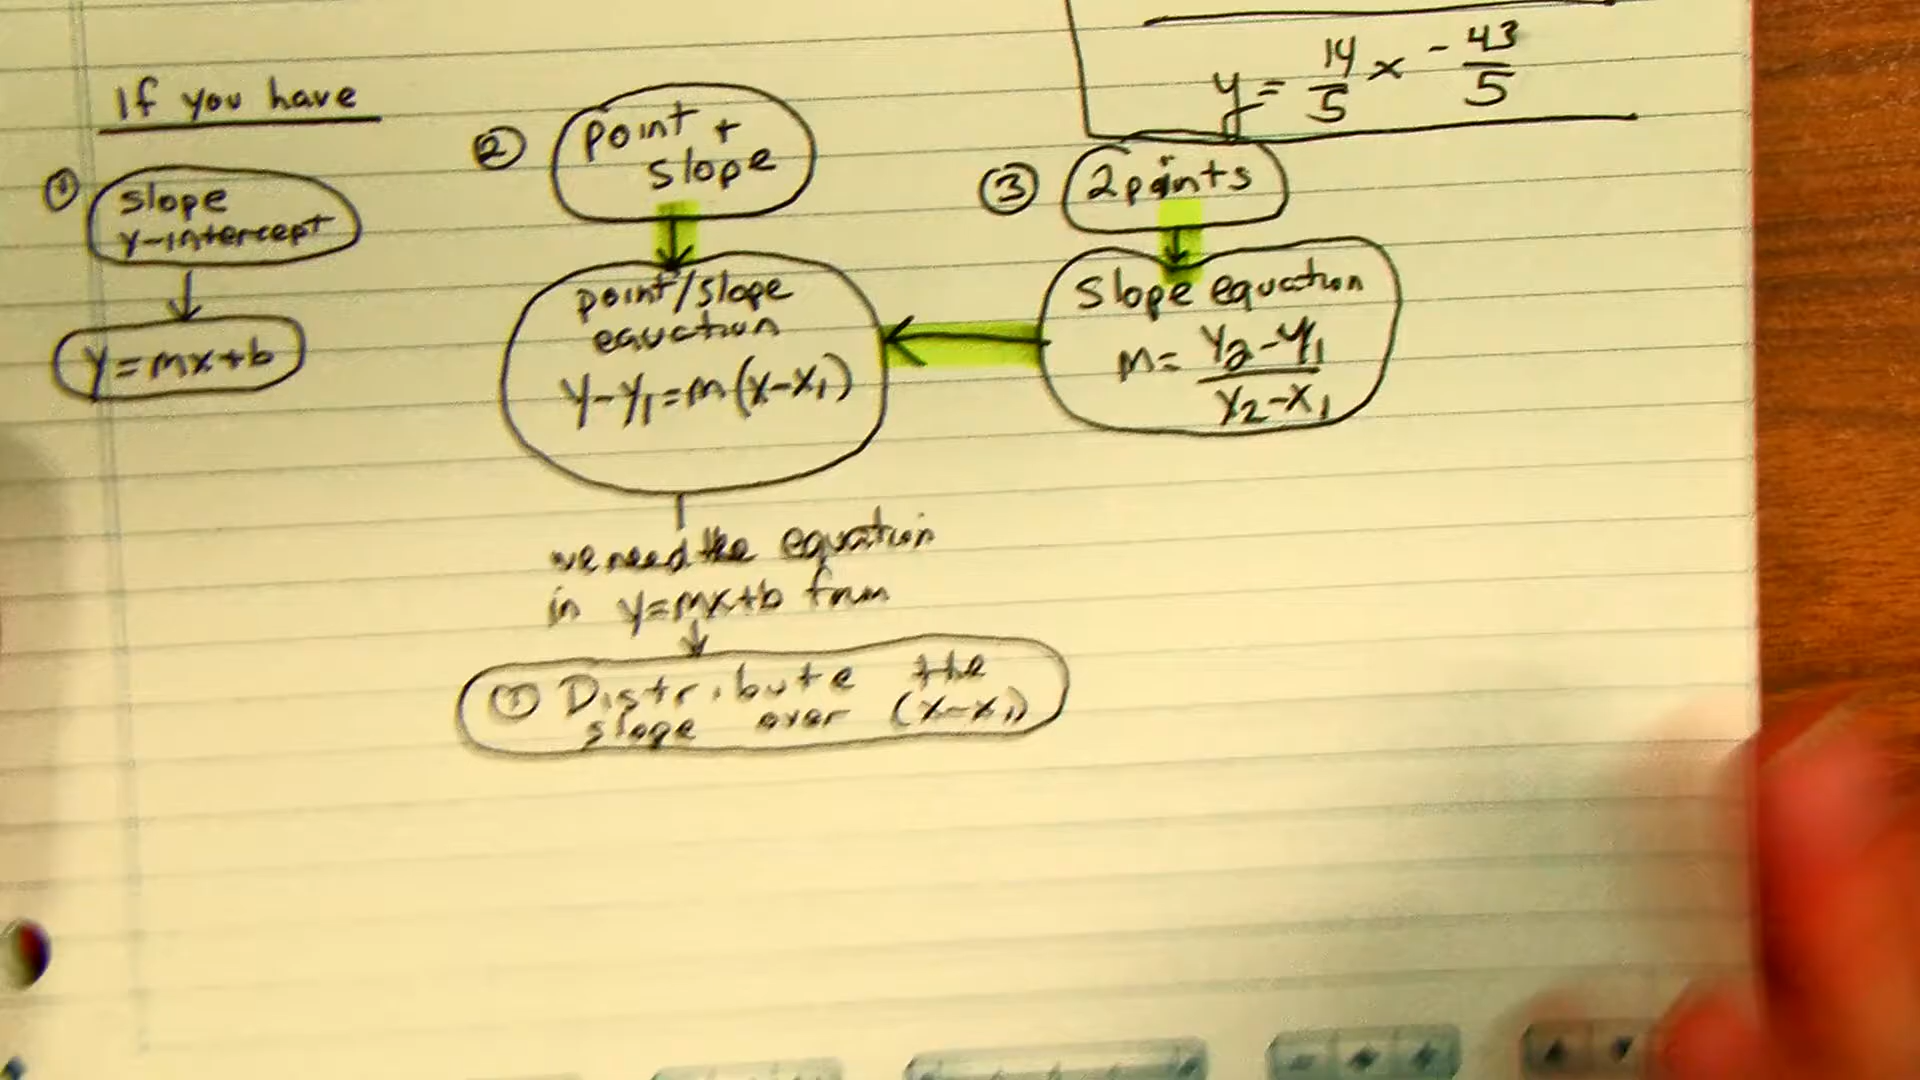 y = 14/5 x - 43/5
If you have
① slope
y-intercept
y=mx+b
② point +
slope
point/slope
equation
y-y₁=m(x-x₁)
③ 2 points
Slope equation
m= y₂-y₁ / x₂-x₁
we need the equation
in y=mx+b form
① Distribute the
slope over (x-x₁)